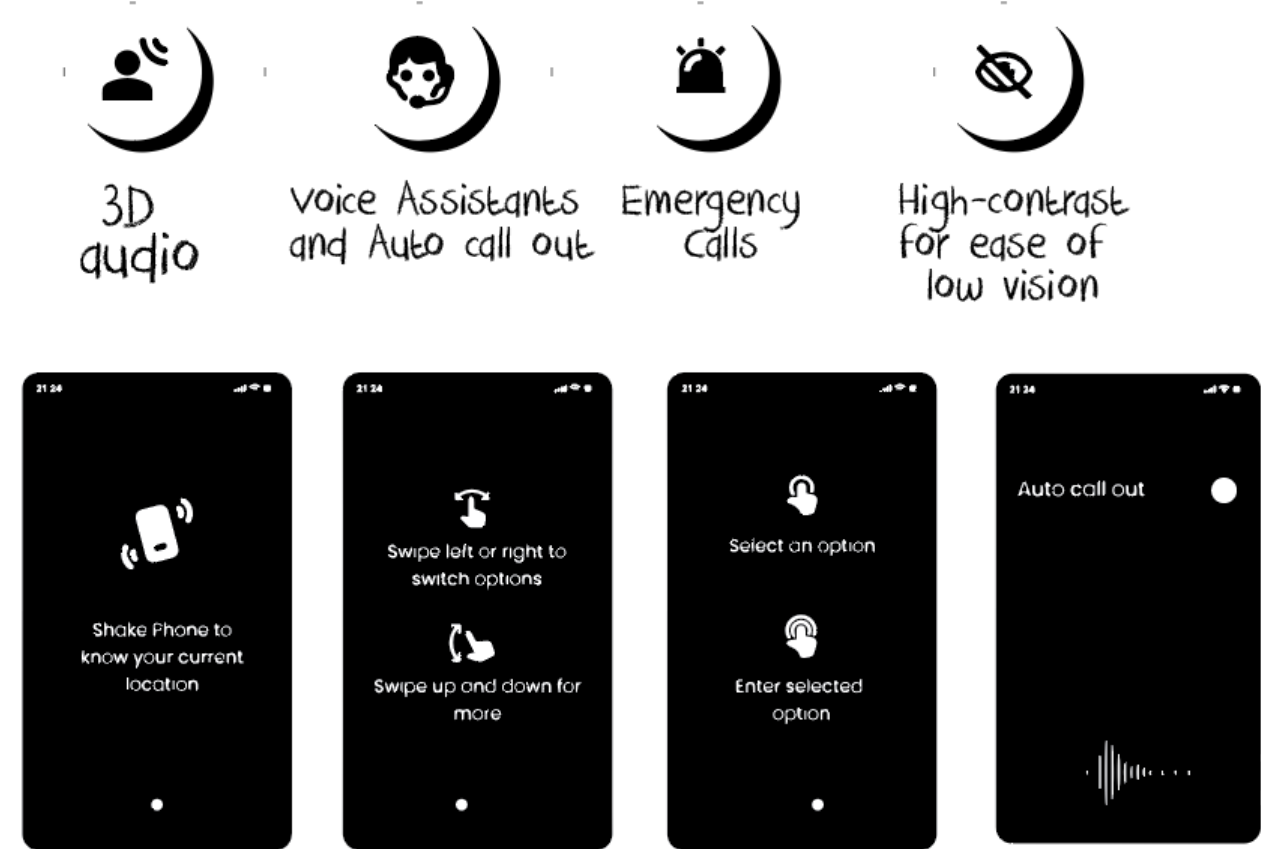 3D
audio
Voice Assistants
and Auto call out
Emergency
Calls
High-contrast
for ease of
low vision
21 24
Shake Phone to
know your current
location
21 24
Swipe left or right to
switch options
Swipe up and down for
more
21 24
Select an option
Enter selected
option
21 24
Auto call out